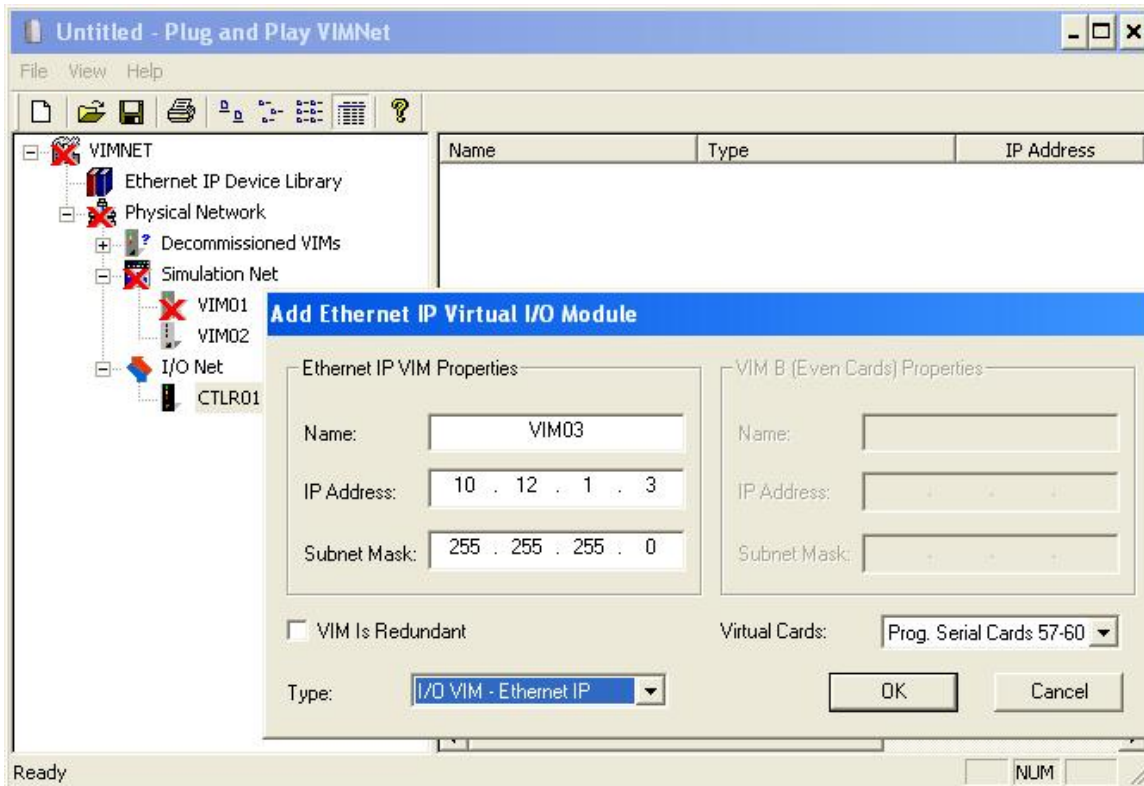 Untitled - Plug and Play VIMNet
File View Help
VIMNET
Ethernet IP Device Library
Physical Network
Decommissioned VIMs
Simulation Net
VIM01
VIM02
I/O Net
CTLR01
Name Type IP Address
Add Ethernet IP Virtual I/O Module
Ethernet IP VIM Properties
Name: VIM03
IP Address: 10 . 12 . 1 . 3
Subnet Mask: 255 . 255 . 255 . 0
VIM B (Even Cards) Properties
Name:
IP Address: . . .
Subnet Mask: . . .
VIM Is Redundant
Virtual Cards: Prog. Serial Cards 57-60
Type: I/O VIM - Ethernet IP
OK Cancel
Ready NUM